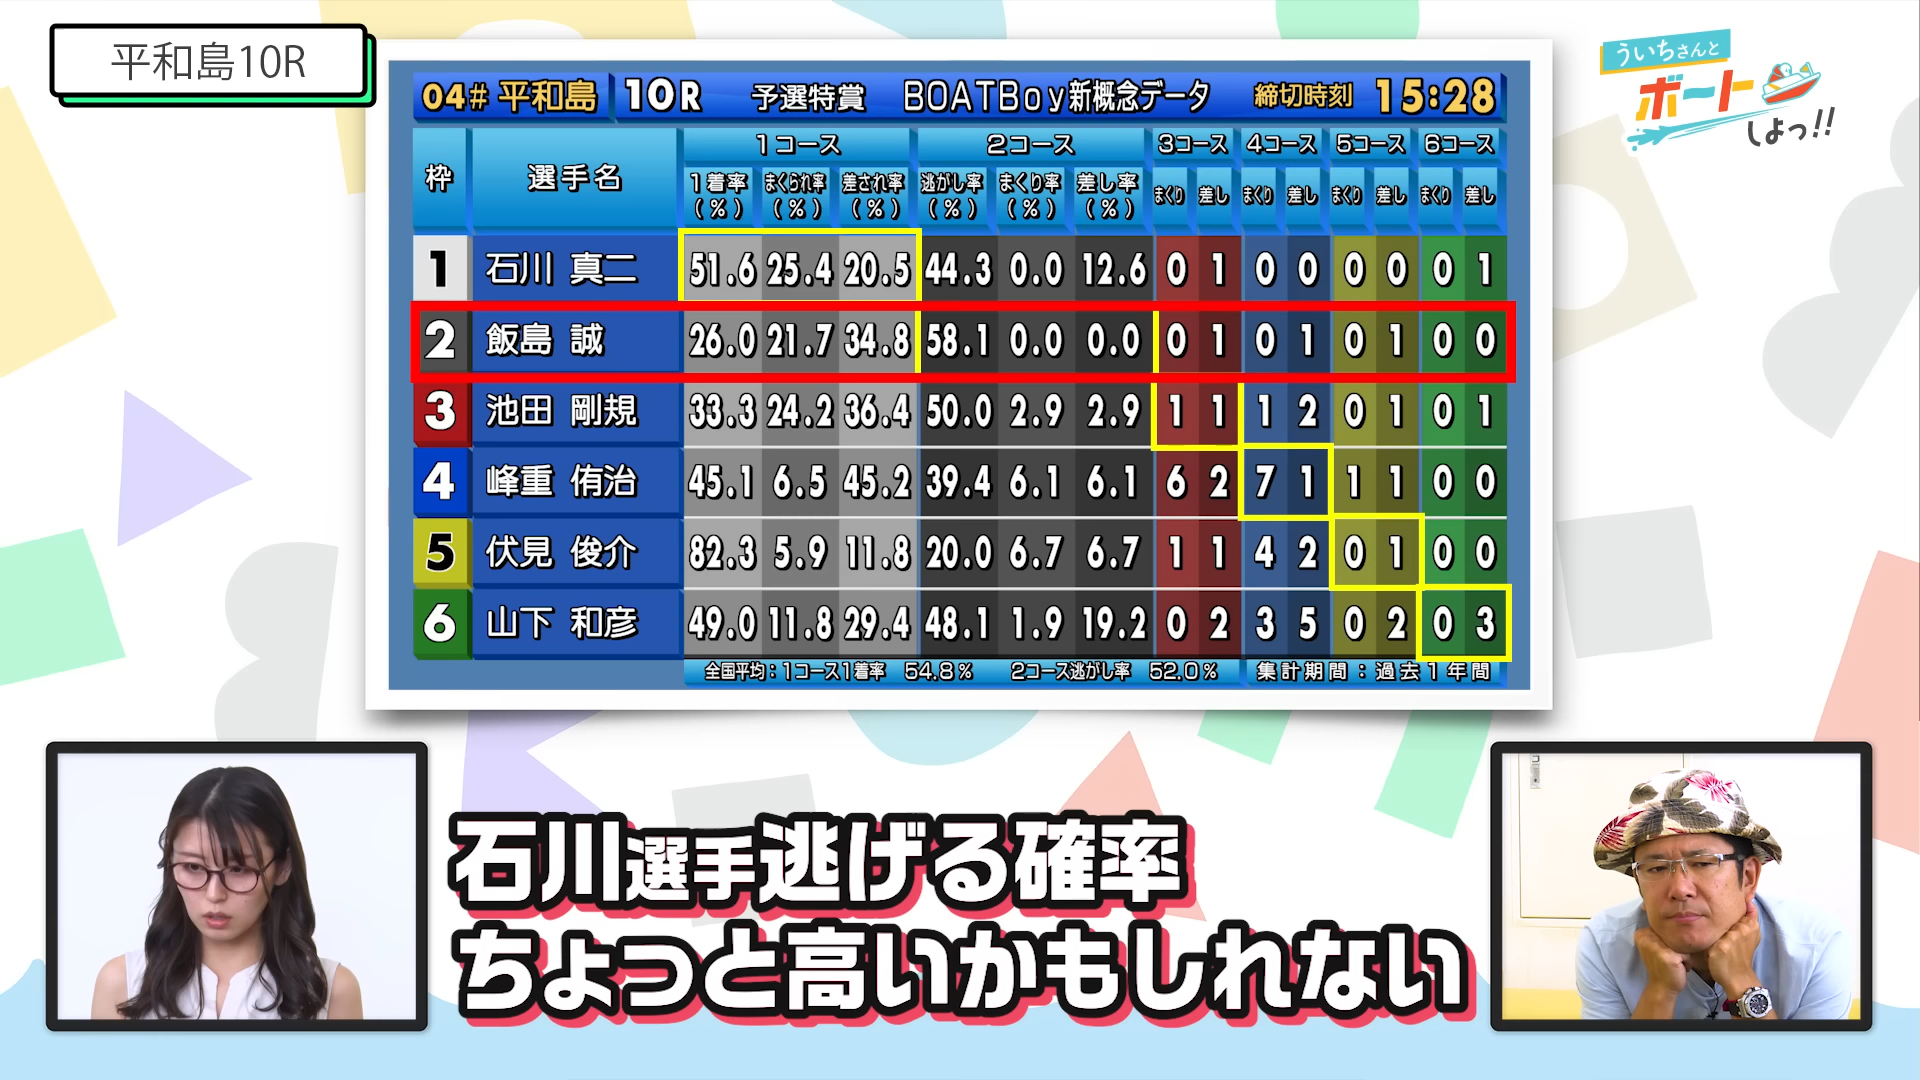 平和島10R
ういちさんと
ボート
しよっ!!
04# 平和島 10R 予選特賞 BOATBoy新概念データ 締切時刻 15:28
枠 選手名 1コース 2コース 3コース 4コース 5コース 6コース
1着率(%) まくられ率(%) 差され率(%) 逃がし率(%) まくり率(%) 差し率(%) まくり 差し まくり 差し まくり 差し まくり 差し
1 石川 真二 51.6 25.4 20.5 44.3 0.0 12.6 0 1 0 0 0 0 0 1
2 飯島 誠 26.0 21.7 34.8 58.1 0.0 0.0 0 1 0 1 0 1 0 0
3 池田 剛規 33.3 24.2 36.4 50.0 2.9 2.9 1 1 1 2 0 1 0 1
4 峰重 侑治 45.1 6.5 45.2 39.4 6.1 6.1 6 2 7 1 1 1 0 0
5 伏見 俊介 82.3 5.9 11.8 20.0 6.7 6.7 1 1 4 2 0 1 0 0
6 山下 和彦 49.0 11.8 29.4 48.1 1.9 19.2 0 2 3 5 0 2 0 3
全国平均:1コース1着率 54.8% 2コース逃がし率 52.0% 集計期間:過去1年間
石川選手逃げる確率
ちょっと高いかもしれない